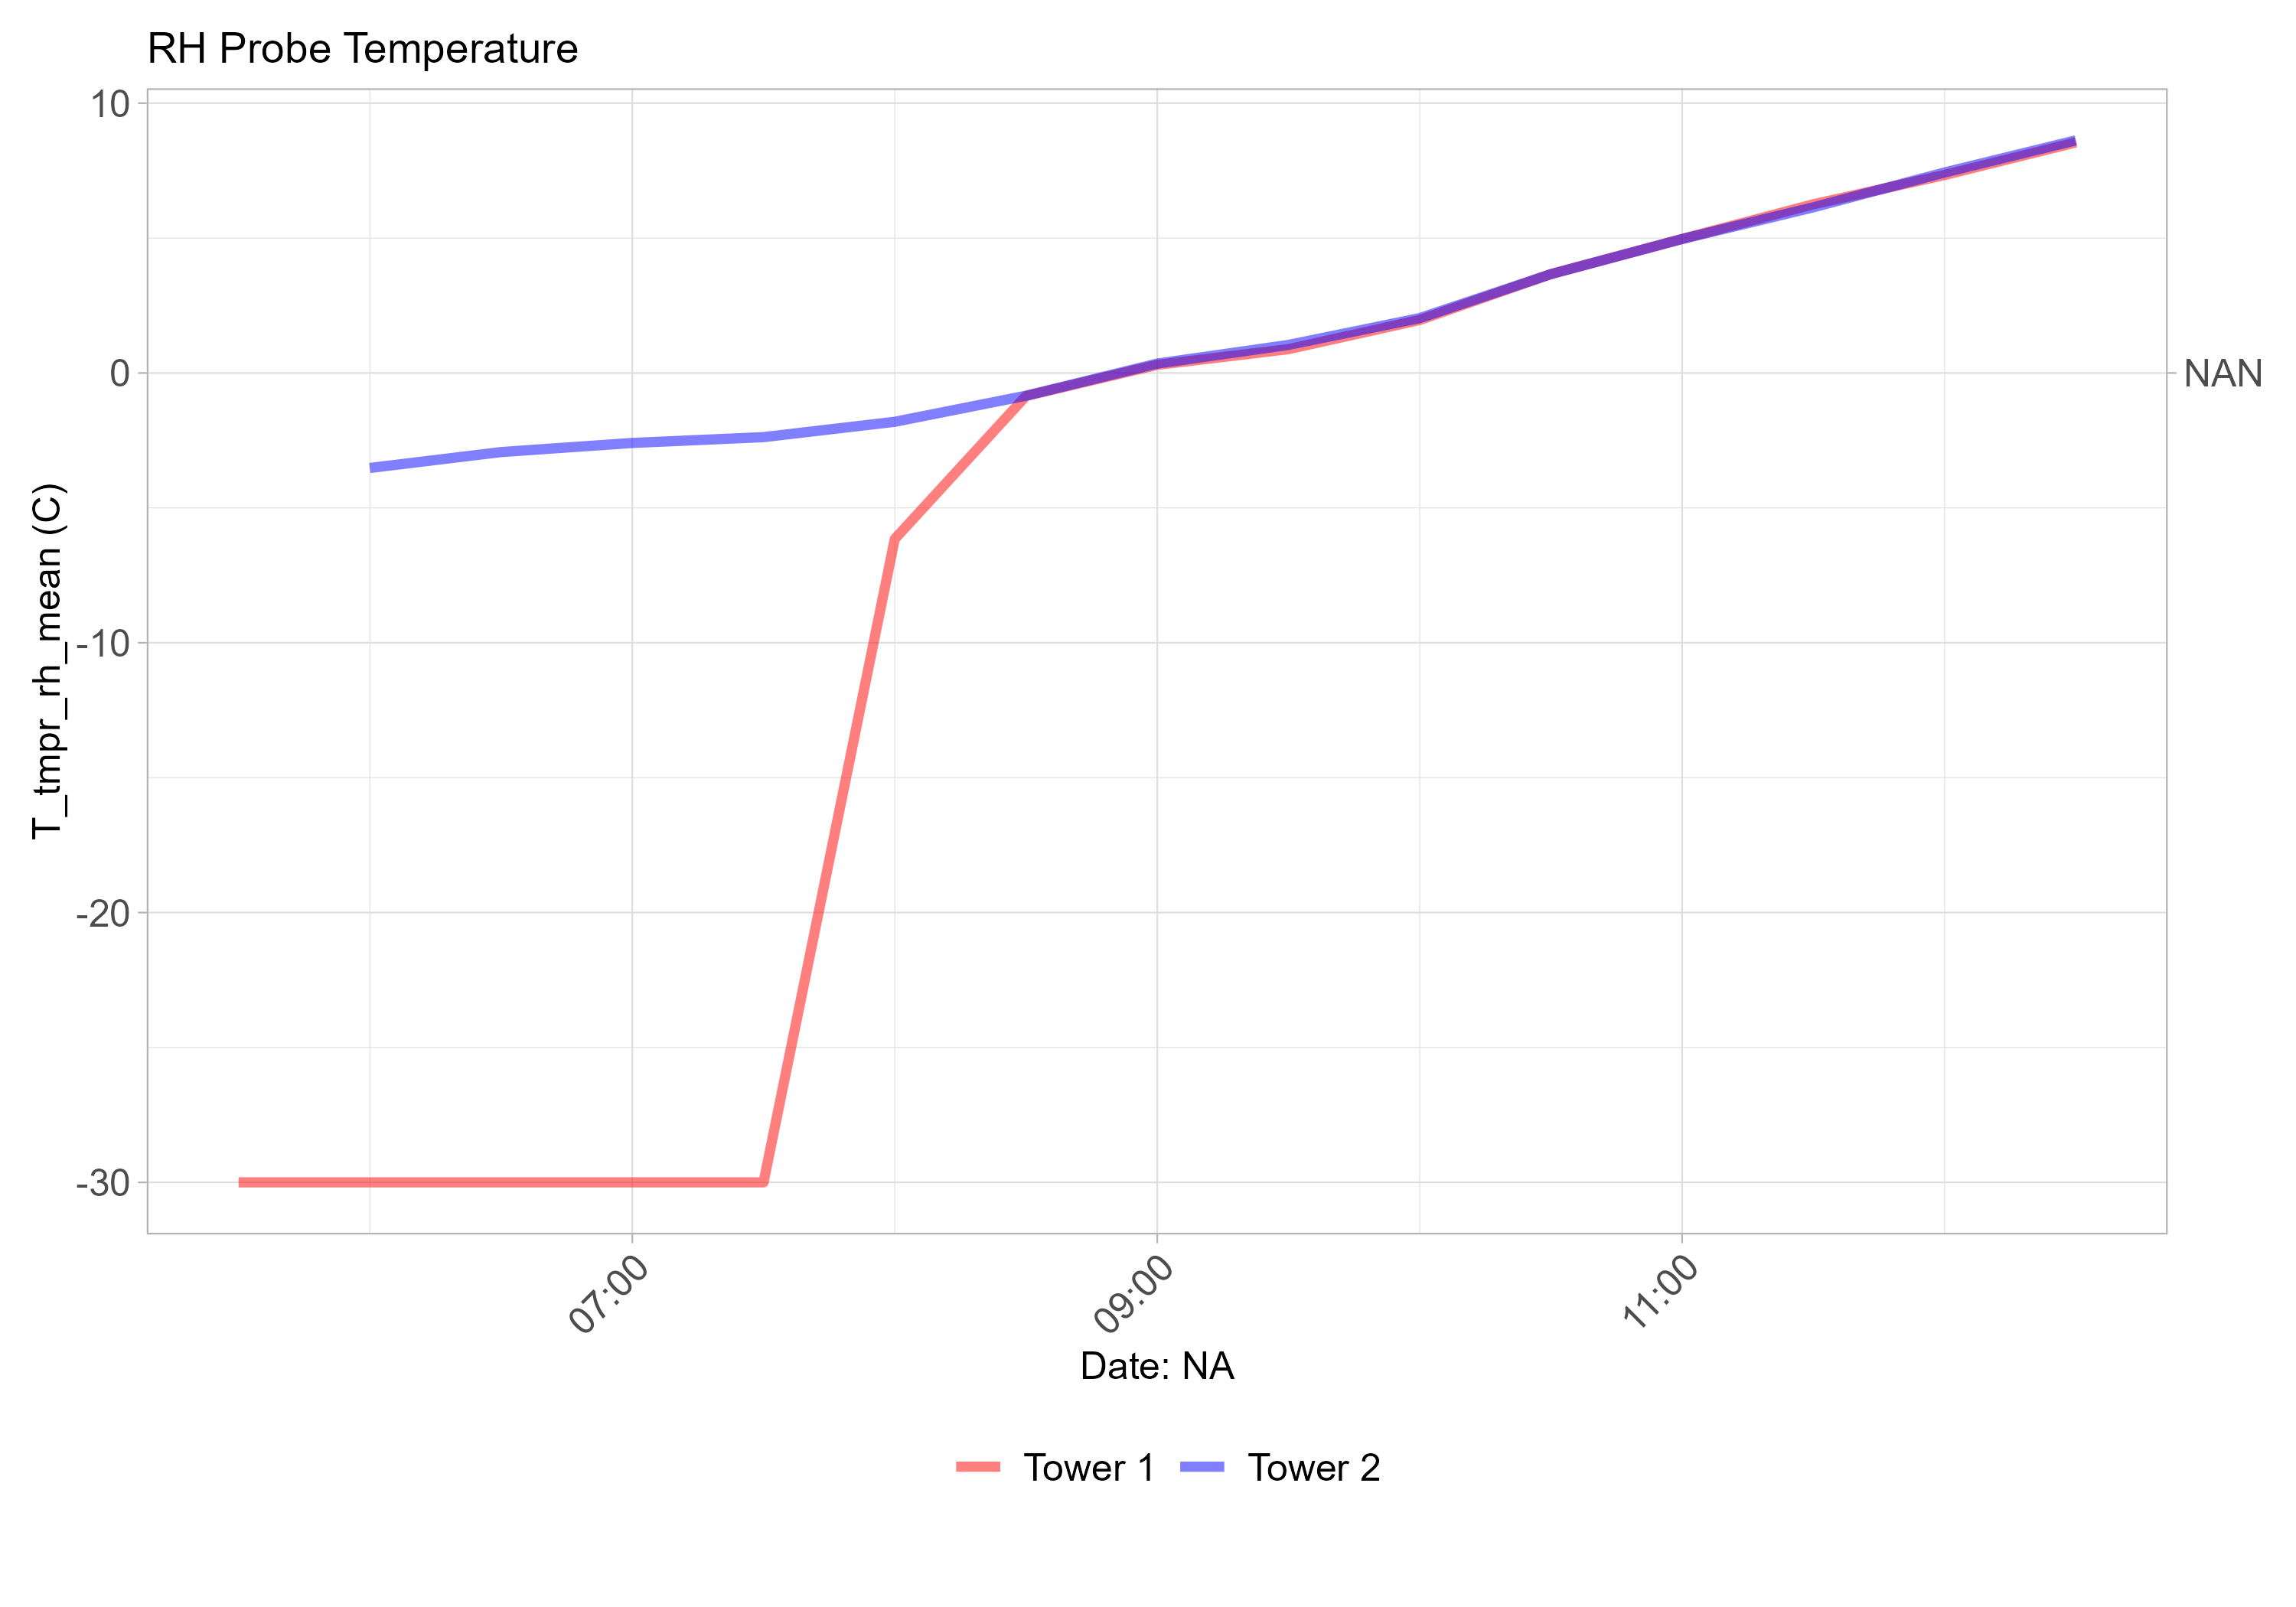 RH Probe Temperature
10
0
-10
-20
-30
NAN
T_tmpr_rh_mean (C)
07:00
09:00
11:00
Date: NA
Tower 1
Tower 2